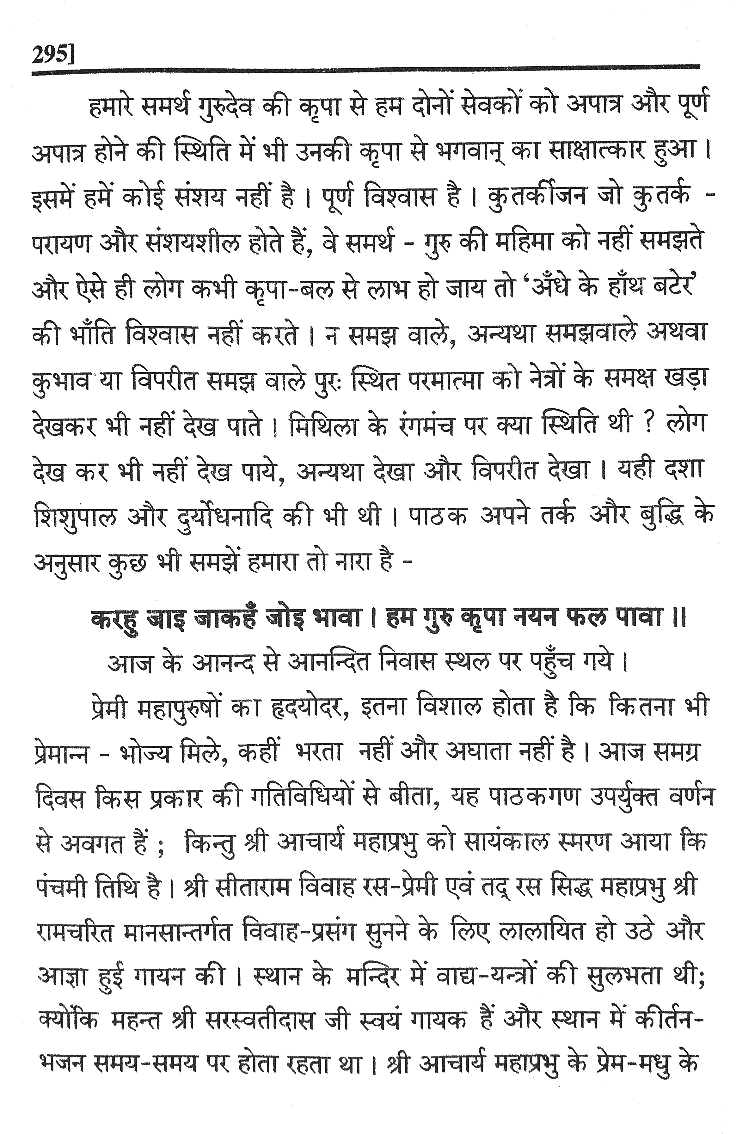 295]
हमारे समर्थ गुरुदेव की कृपा से हम दोनों सेवकों को अपात्र और पूर्ण
अपात्र होने की स्थिति में भी उनकी कृपा से भगवान् का साक्षात्कार हुआ ।
इसमें हमें कोई संशय नहीं है । पूर्ण विश्वास है । कुतर्कीजन जो कुतर्क -
परायण और संशयशील होते हैं, वे समर्थ - गुरु की महिमा को नहीं समझते
और ऐसे ही लोग कभी कृपा-बल से लाभ हो जाय तो ‘अँधे के हाँथ बटेर’
की भाँति विश्वास नहीं करते । न समझ वाले, अन्यथा समझवाले अथवा
कुभाव या विपरीत समझ वाले पुरः स्थित परमात्मा को नेत्रों के समक्ष खड़ा
देखकर भी नहीं देख पाते । मिथिला के रंगमंच पर क्या स्थिति थी ? लोग
देख कर भी नहीं देख पाये, अन्यथा देखा और विपरीत देखा । यही दशा
शिशुपाल और दुर्योधनादि की भी थी । पाठक अपने तर्क और बुद्धि के
अनुसार कुछ भी समझें हमारा तो नारा है -
करहु जाइ जाकहँ जोइ भावा । हम गुरु कृपा नयन फल पावा ॥
आज के आनन्द से आनन्दित निवास स्थल पर पहुँच गये ।
प्रेमी महापुरुषों का हृदयोदर, इतना विशाल होता है कि कितना भी
प्रेमान्न - भोज्य मिले, कहीं भरता नहीं और अघाता नहीं है । आज समग्र
दिवस किस प्रकार की गतिविधियों से बीता, यह पाठकगण उपर्युक्त वर्णन
से अवगत हैं ; किन्तु श्री आचार्य महाप्रभु को सायंकाल स्मरण आया कि
पंचमी तिथि है । श्री सीताराम विवाह रस-प्रेमी एवं तद् रस सिद्ध महाप्रभु श्री
रामचरित मानसान्तर्गत विवाह-प्रसंग सुनने के लिए लालायित हो उठे और
आज्ञा हुई गायन की । स्थान के मन्दिर में वाद्य-यन्त्रों की सुलभता थी;
क्योंकि महन्त श्री सरस्वतीदास जी स्वयं गायक हैं और स्थान में कीर्तन-
भजन समय-समय पर होता रहता था । श्री आचार्य महाप्रभु के प्रेम-मधु के